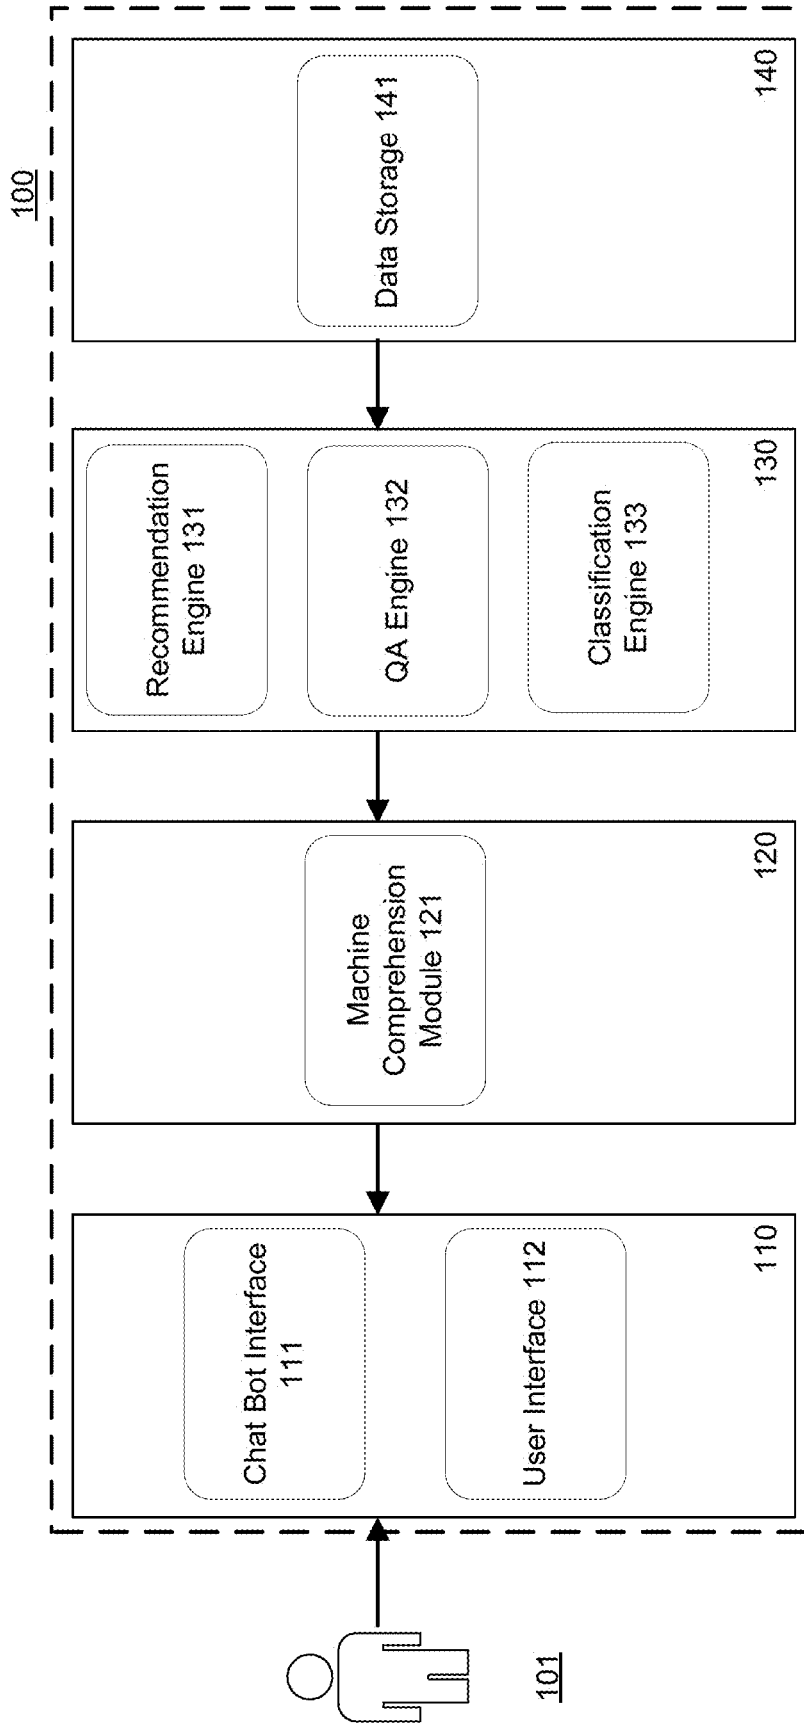 100
101
Chat Bot Interface
111
User Interface 112
110
Machine
Comprehension
Module 121
120
Recommendation
Engine 131
QA Engine 132
Classification
Engine 133
130
Data Storage 141
140